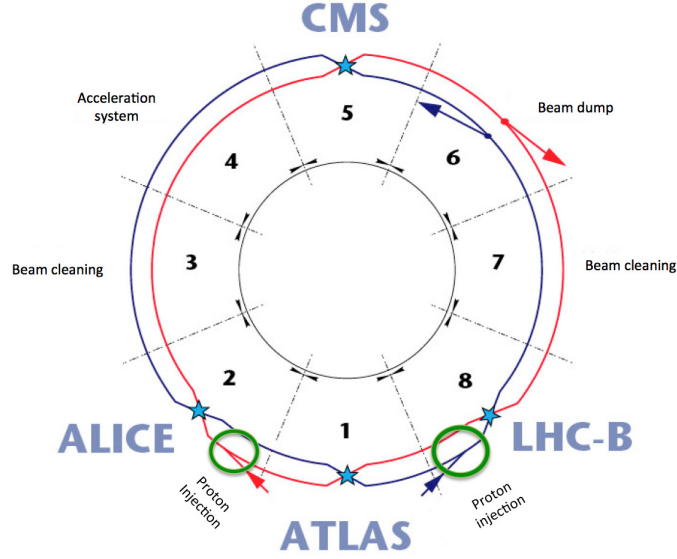 CMS
Acceleration
system
Beam dump
5
4
6
Beam cleaning
3
7
Beam cleaning
2
8
ALICE
1
LHC-B
Proton
Injection
Proton
injection
ATLAS